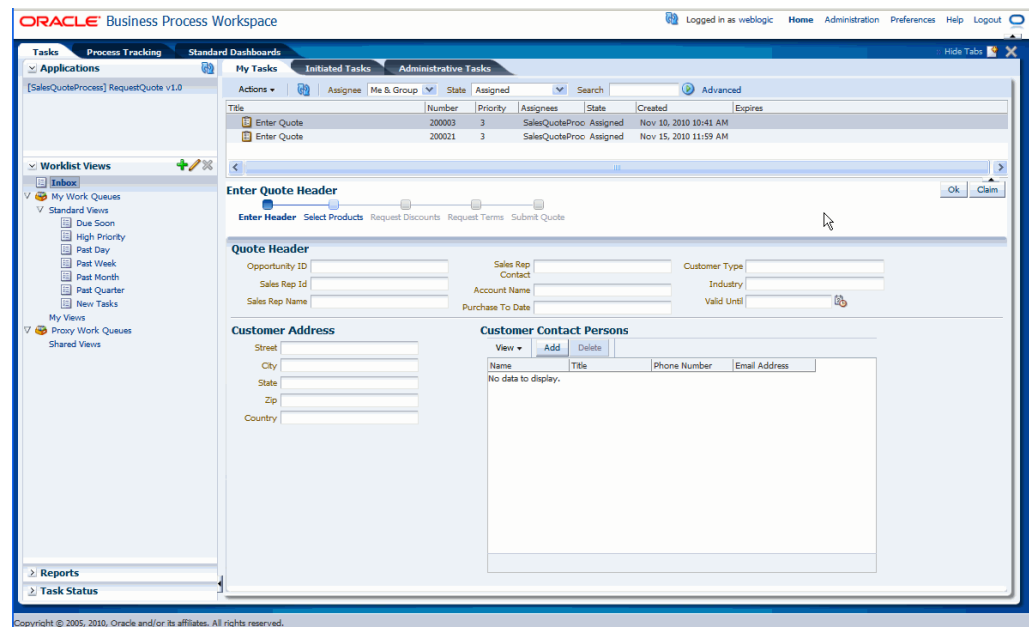 ORACLE Business Process Workspace
Logged in as weblogic Home Administration Preferences Help Logout
Tasks Process Tracking Standard Dashboards
Hide Tabs
Applications
[SalesQuoteProcess] RequestQuote v1.0
Worklist Views
Inbox
My Work Queues
Standard Views
Due Soon
High Priority
Past Day
Past Week
Past Month
Past Quarter
New Tasks
My Views
Proxy Work Queues
Shared Views
Reports
Task Status
My Tasks Initiated Tasks Administrative Tasks
Actions Assignee Me & Group State Assigned Search Advanced
Title Number Priority Assignees State Created Expires
Enter Quote 200003 3 SalesQuoteProc Assigned Nov 10, 2010 10:41 AM
Enter Quote 200021 3 SalesQuoteProc Assigned Nov 15, 2010 11:59 AM
Enter Quote Header
Ok Claim
Enter Header Select Products Request Discounts Request Terms Submit Quote
Quote Header
Opportunity ID
Sales Rep Id
Sales Rep Name
Sales Rep Contact
Account Name
Purchase To Date
Customer Type
Industry
Valid Until
Customer Address
Street
City
State
Zip
Country
Customer Contact Persons
View Add Delete
Name Title Phone Number Email Address
No data to display.
Copyright © 2005, 2010, Oracle and/or its affiliates. All rights reserved.